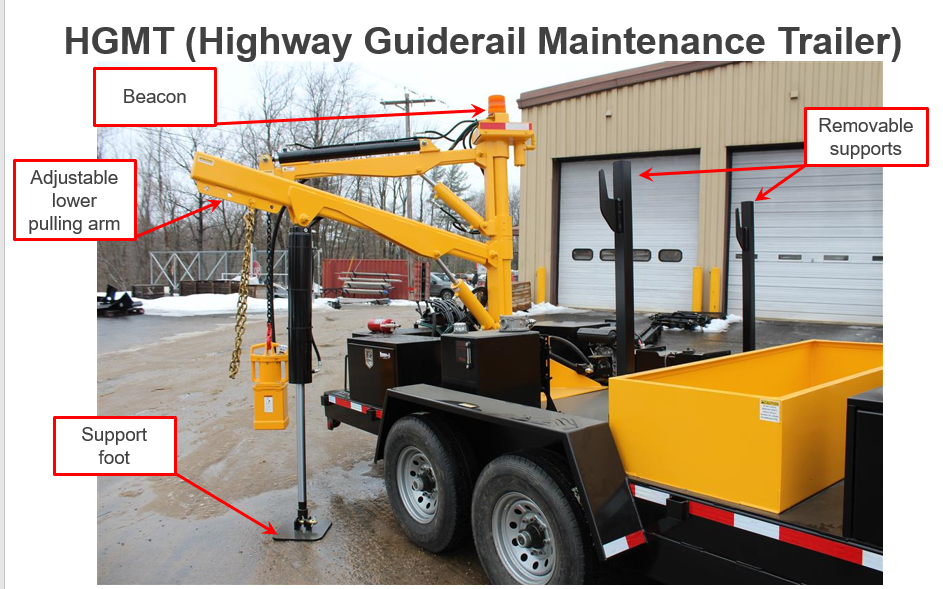 HGMT (Highway Guiderail Maintenance Trailer)
Beacon
Removable
supports
Adjustable
lower
pulling arm
Support
foot